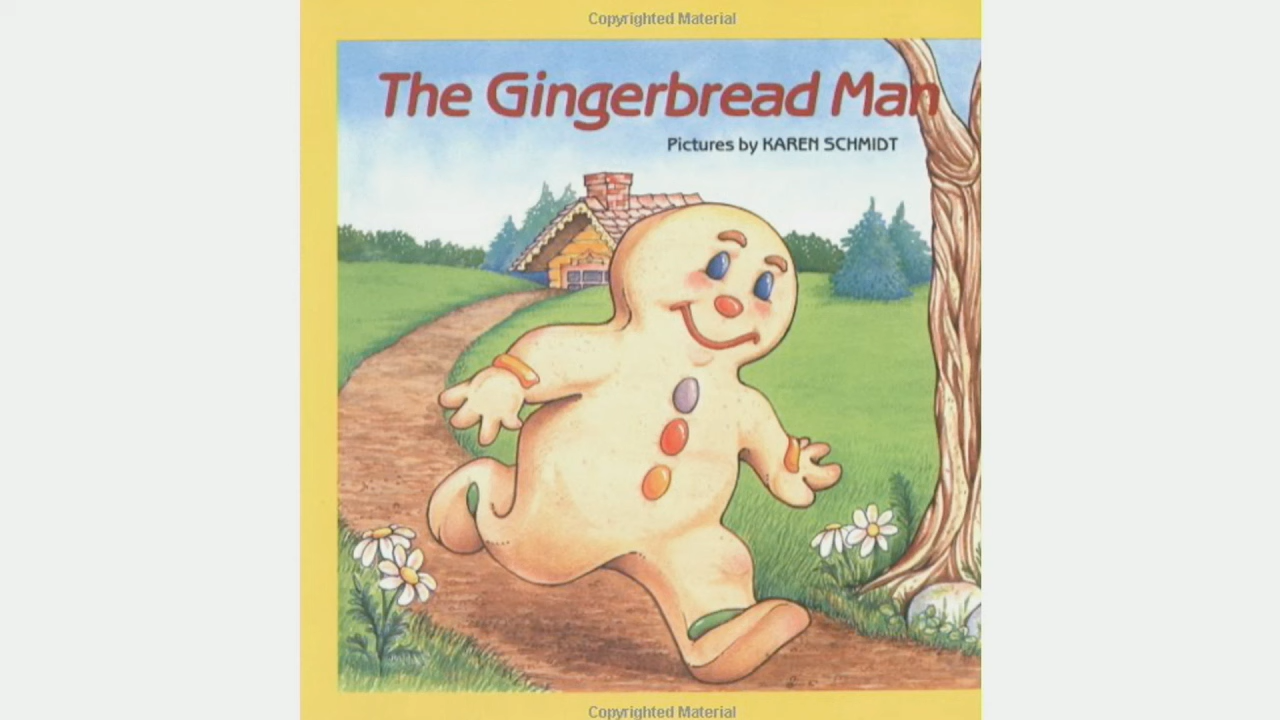 Copyrighted Material
The Gingerbread Man
Pictures by KAREN SCHMIDT
Copyrighted Material